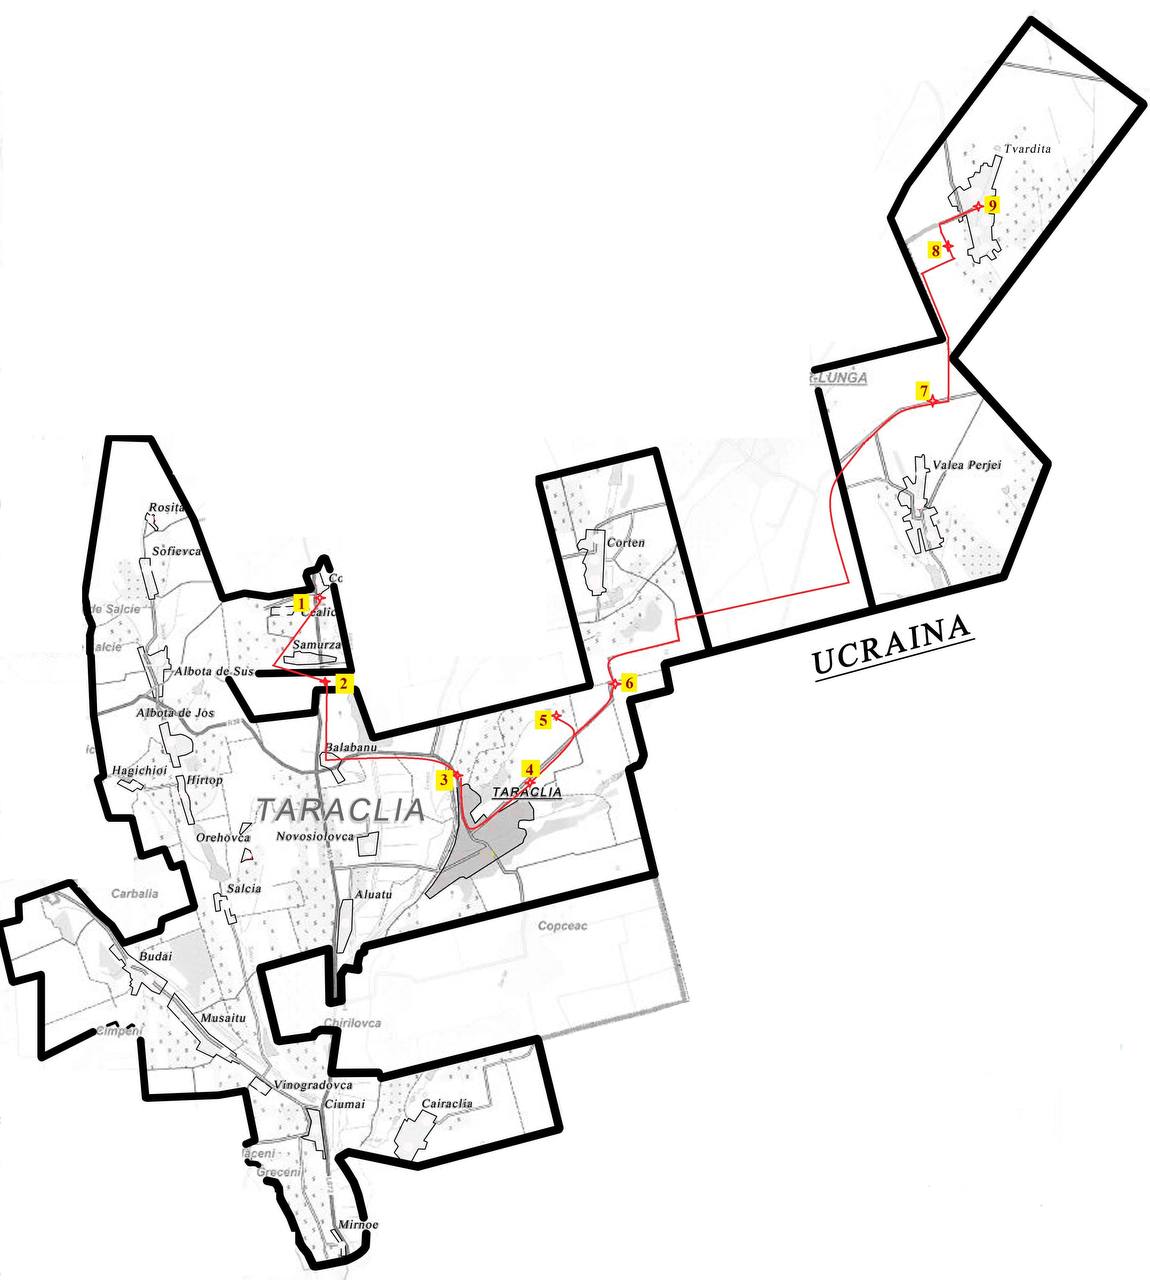 Tvardita
9
8
-LUNGA
7
Valea Perjei
Rosita
Corten
Sofievca
Co
1
de Salcie
UCRAINA
Samurza
alcie
Albota de Sus
2
6
Albota de Jos
5
Balabanu
Hagichioi
Hirtop
3
4
TARACLIA
TARACLIA
Orehovca
Novosiolovca
Salcia
Carbalia
Aluatu
Copceac
Budai
Musaitu
Chirilovca
Cimpeni
Vinogradovca
Ciumai
Cairaclia
Greceni
Mirnoe